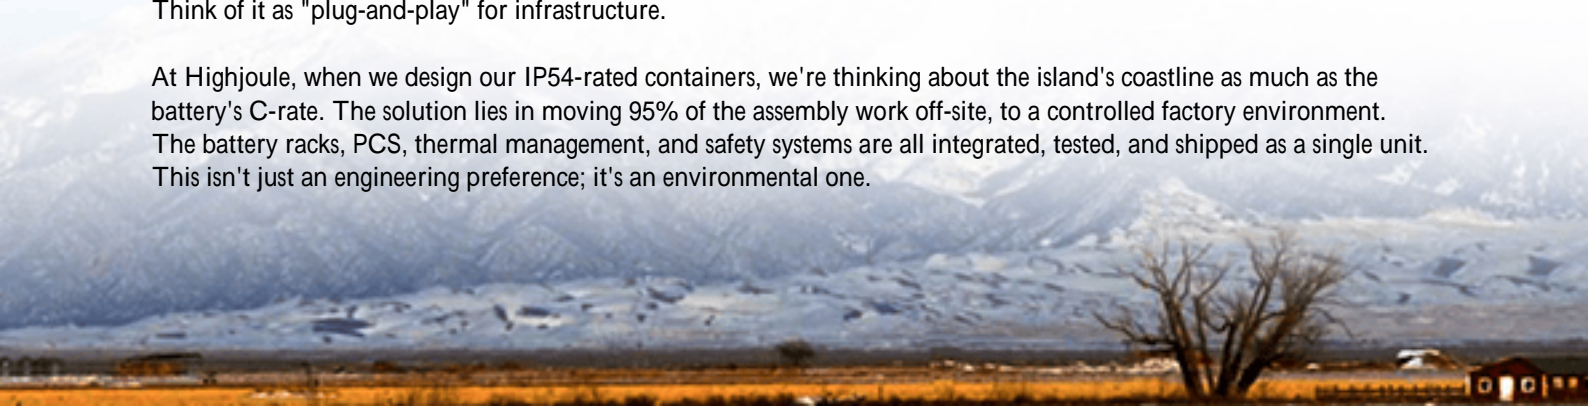 Think of it as "plug-and-play" for infrastructure.
At Highjoule, when we design our IP54-rated containers, we're thinking about the island's coastline as much as the
battery's C-rate. The solution lies in moving 95% of the assembly work off-site, to a controlled factory environment.
The battery racks, PCS, thermal management, and safety systems are all integrated, tested, and shipped as a single unit.
This isn't just an engineering preference; it's an environmental one.